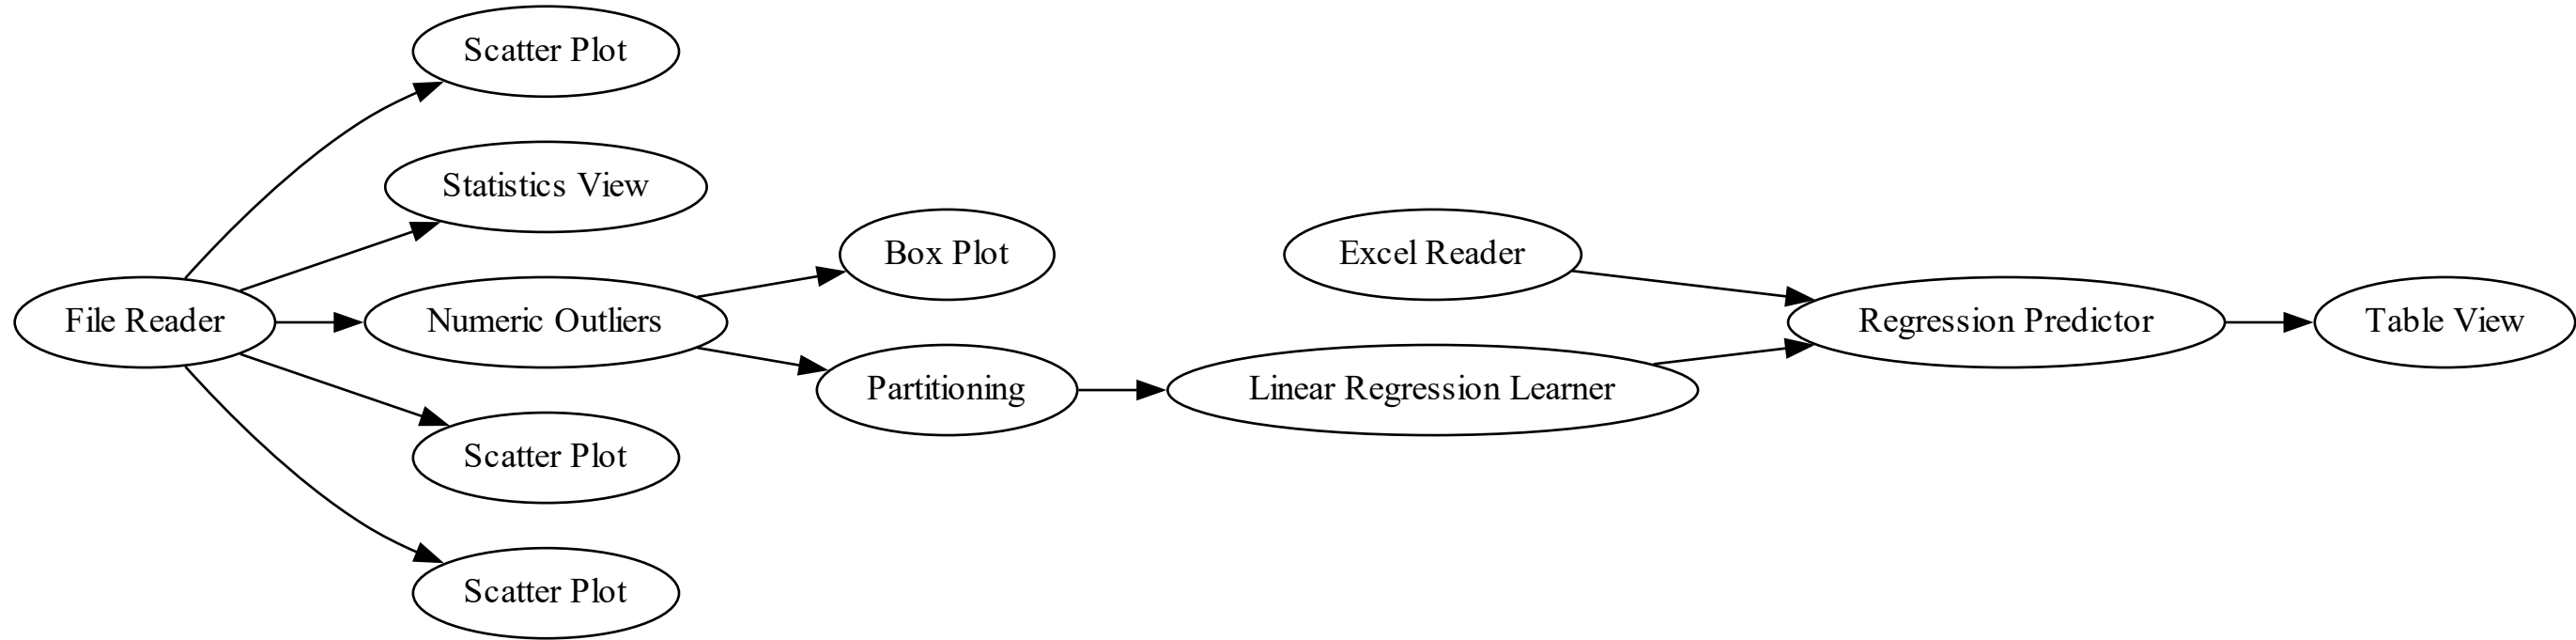 Scatter Plot
Statistics View
Box Plot
Excel Reader
File Reader
Numeric Outliers
Regression Predictor
Table View
Partitioning
Linear Regression Learner
Scatter Plot
Scatter Plot